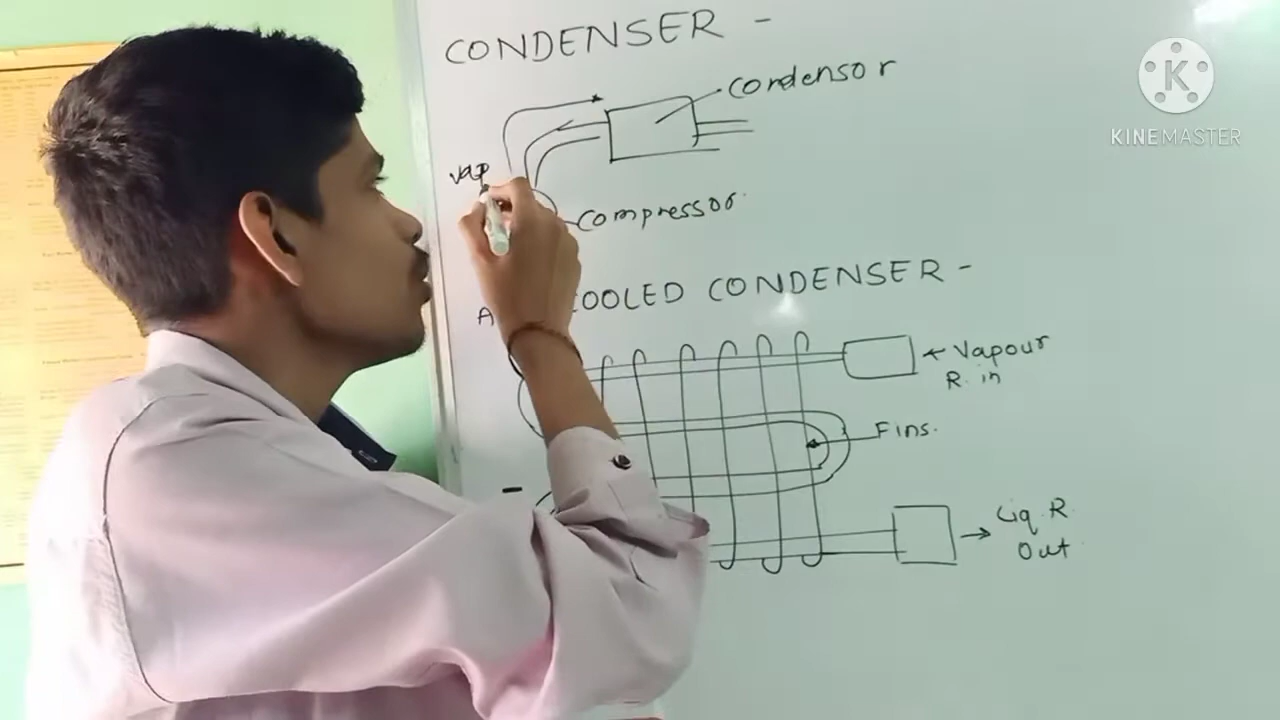 CONDENSER -
Condensor
Vap
Compressor
COOLED CONDENSER -
Vapour
R. in
Fins.
Liq. R
Out
K
KINEMASTER